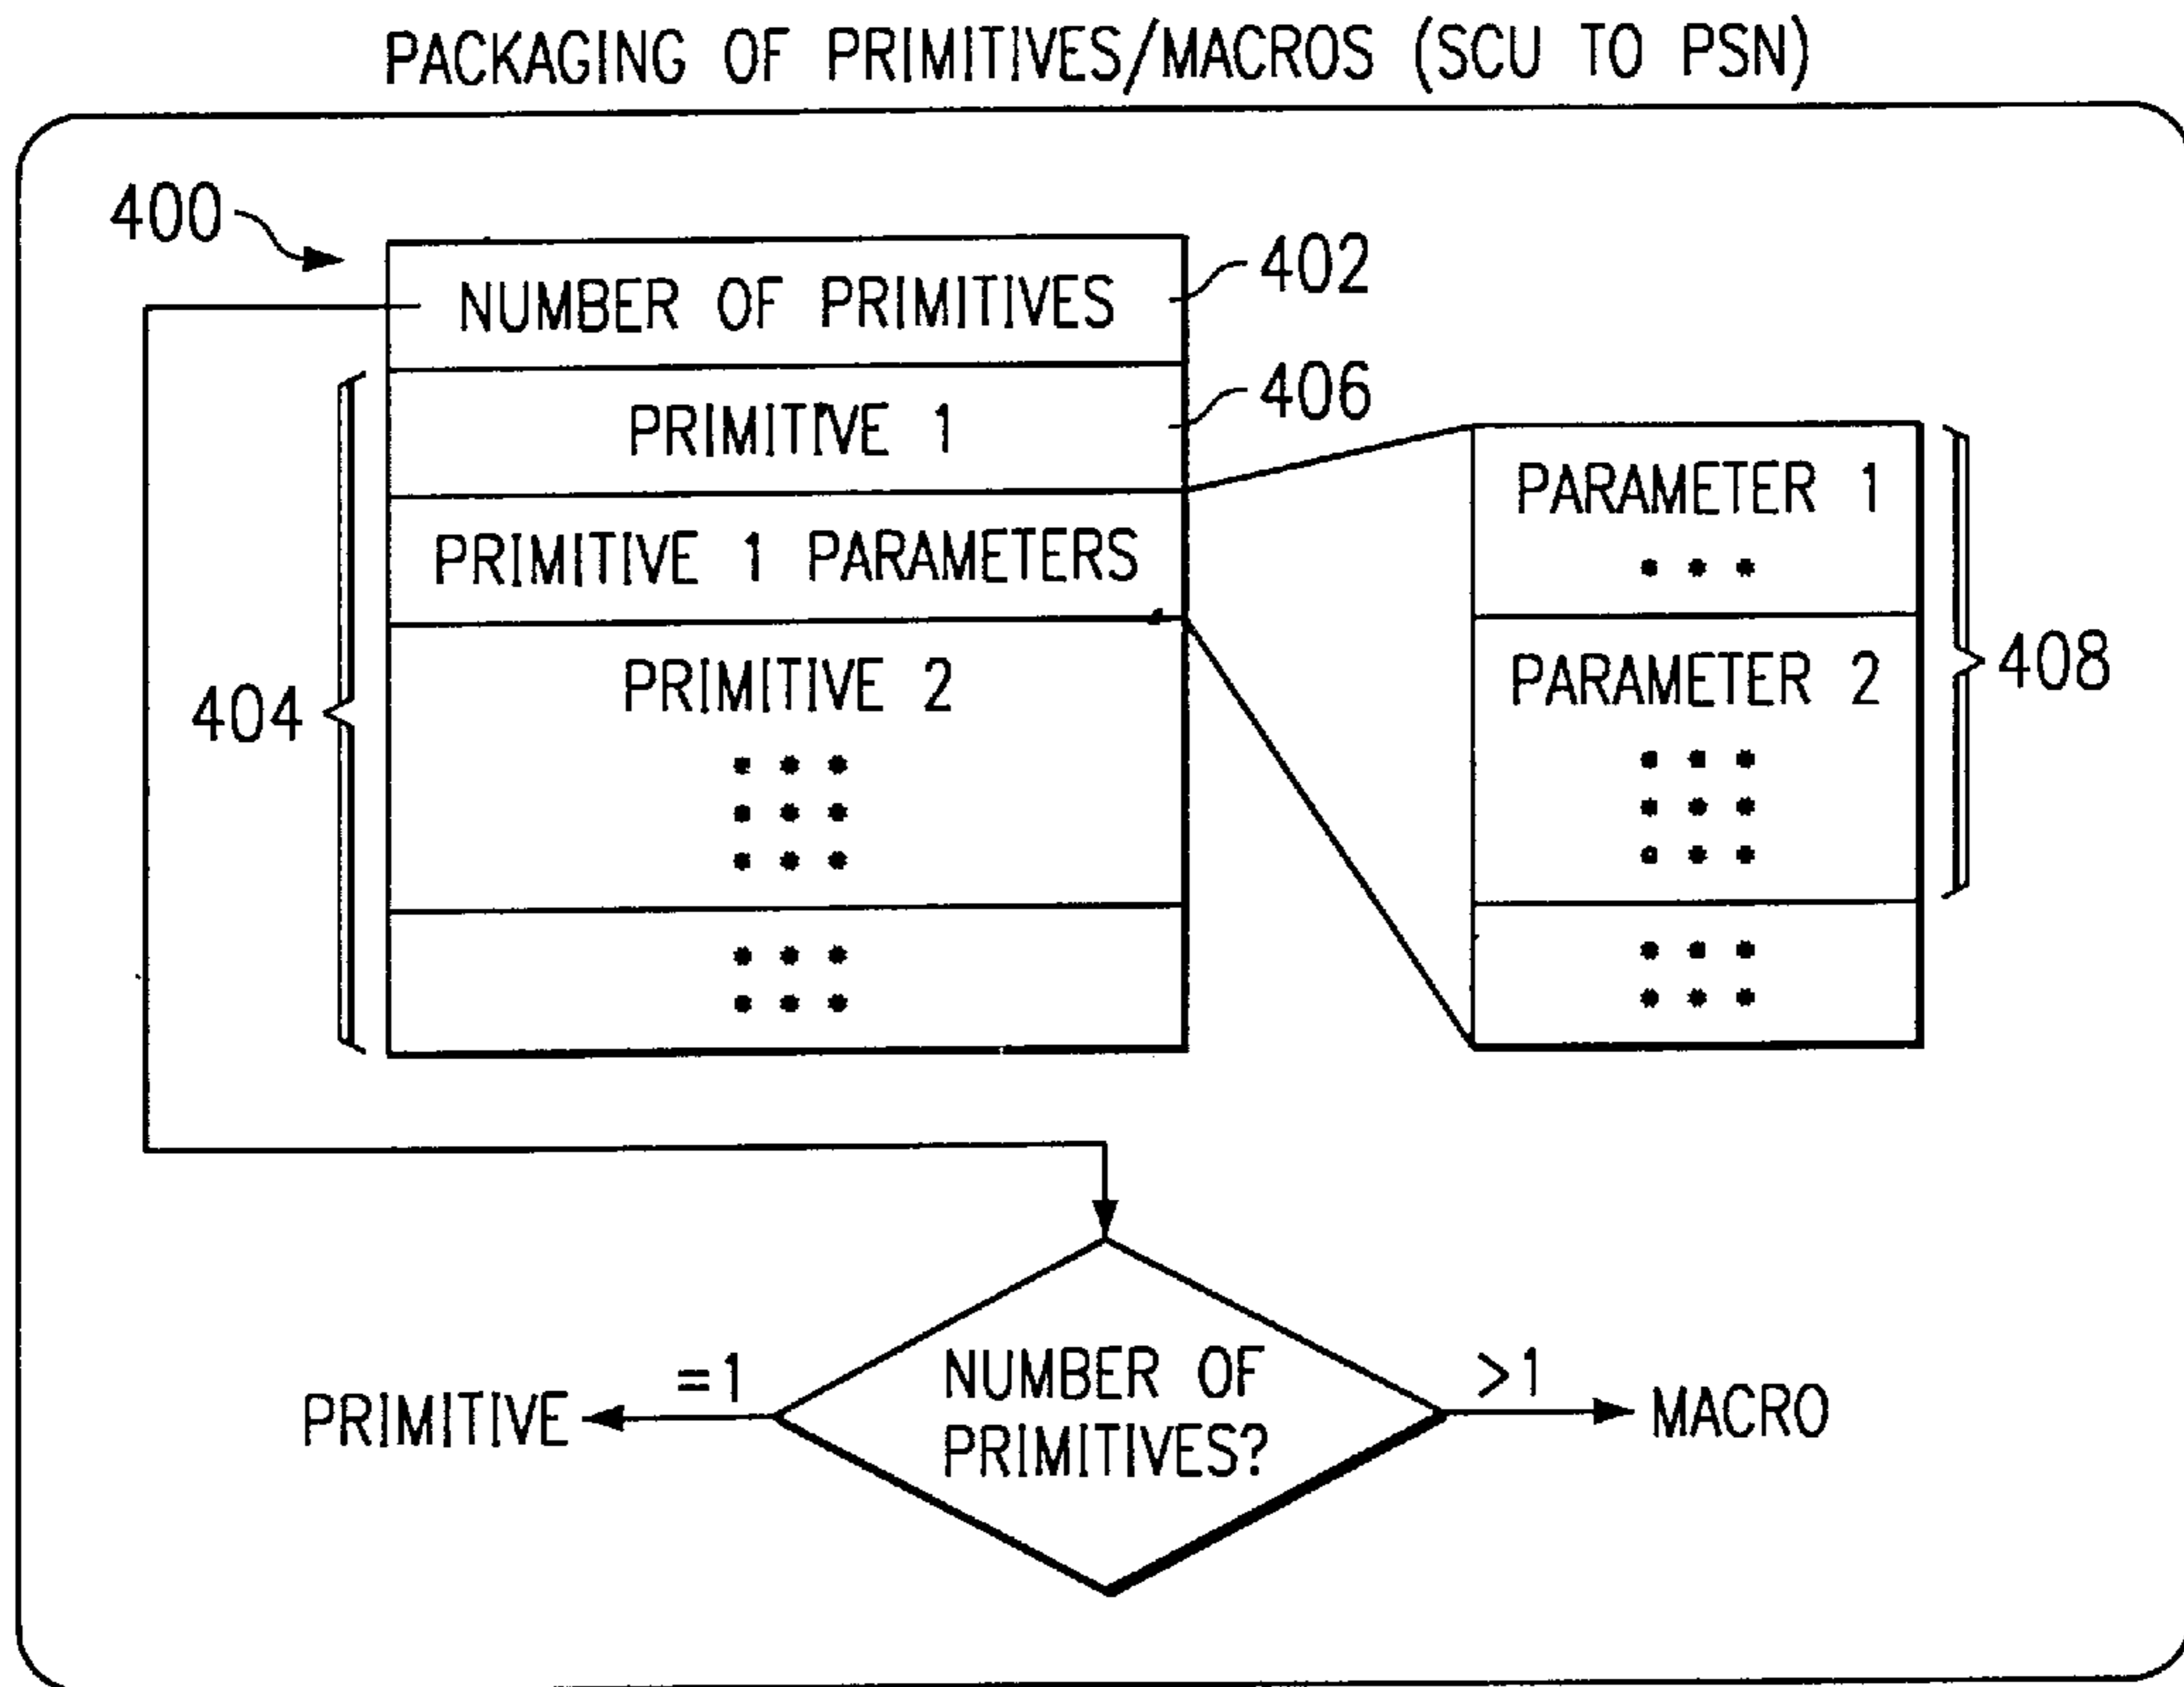 PACKAGING OF PRIMITIVES/MACROS (SCU TO PSN)
400
402
NUMBER OF PRIMITIVES
406
PRIMITIVE 1
PRIMITIVE 1 PARAMETERS
404
PRIMITIVE 2
PARAMETER 1
PARAMETER 2
408
NUMBER OF
PRIMITIVES?
=1
PRIMITIVE
>1
MACRO